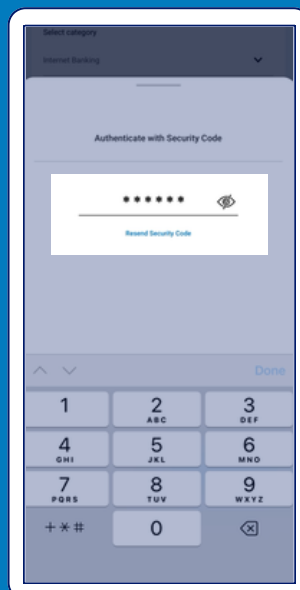 Select category
Internet Banking
Authenticate with Security Code
******
Resend Security Code
Done
1 2 3
ABC DEF
4 5 6
GHI JKL MNO
7 8 9
PQRS TUV WXYZ
+*# 0